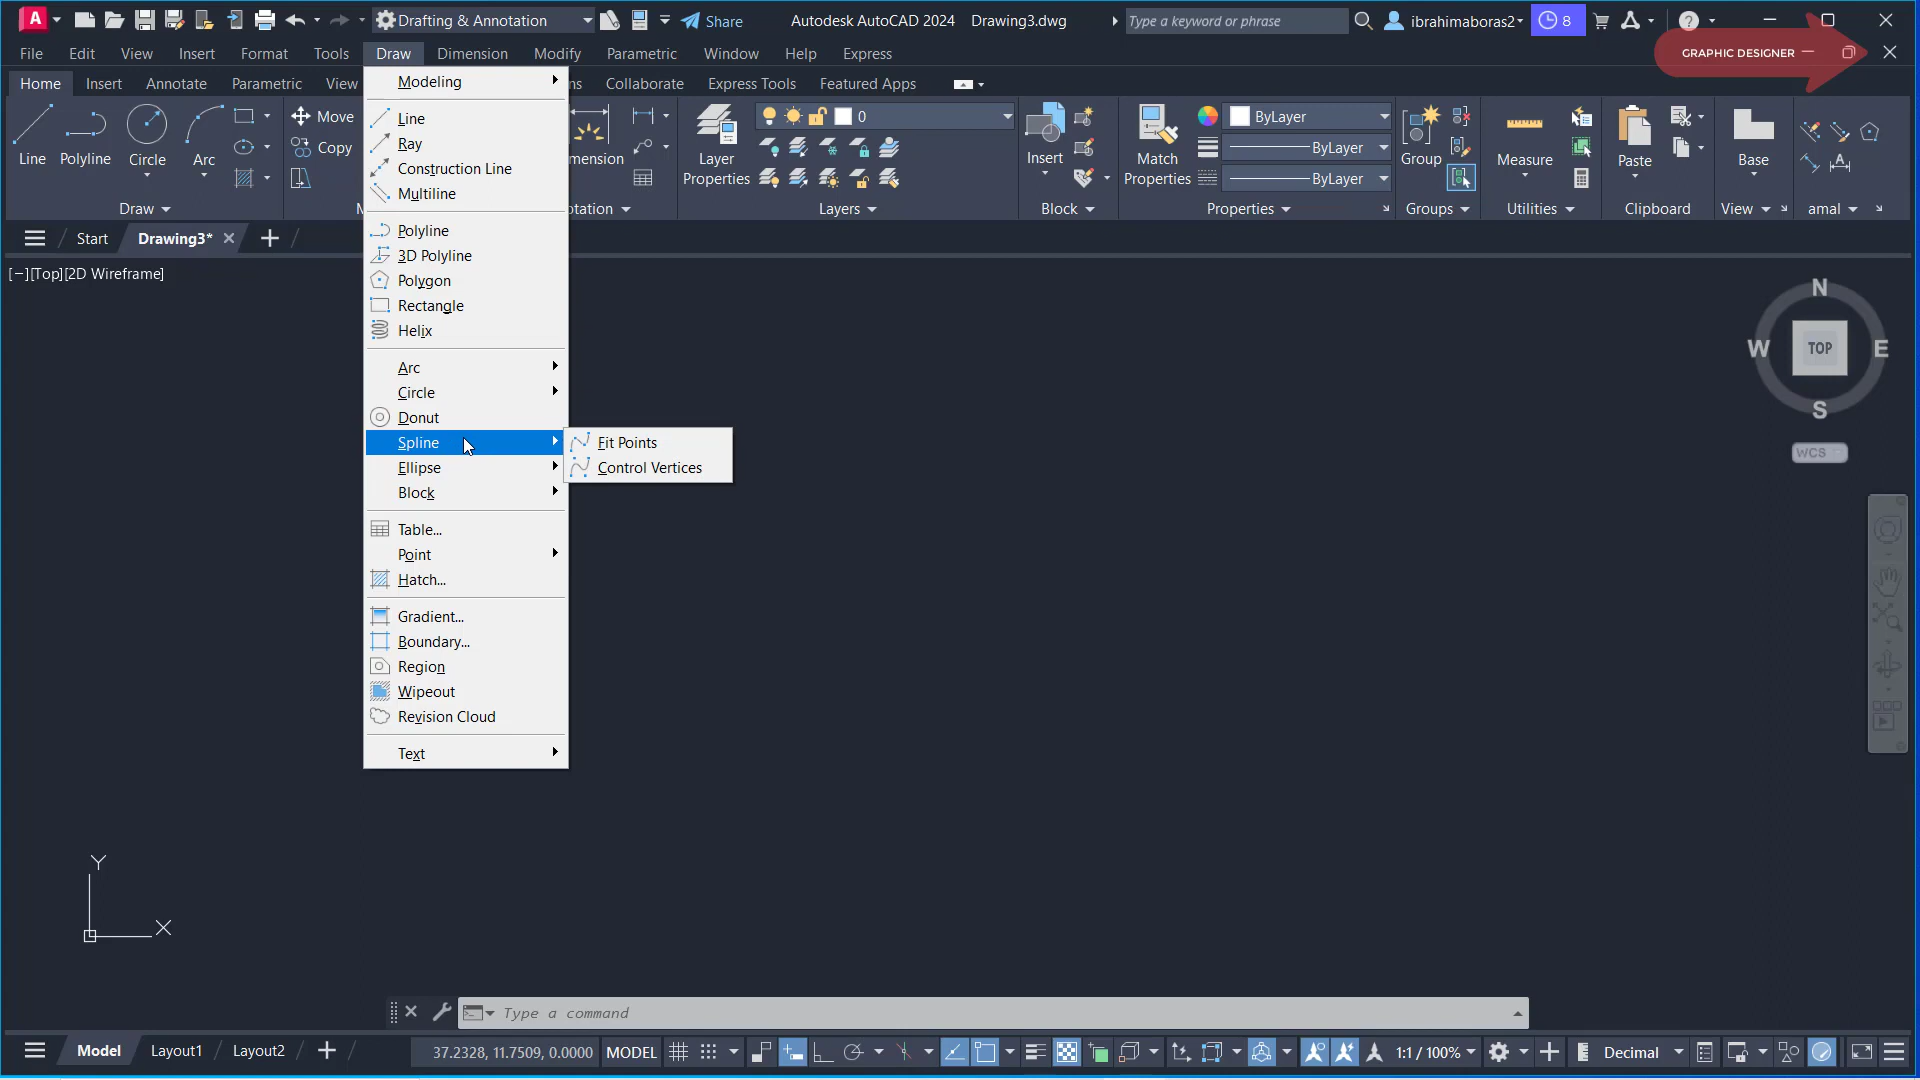 A Drafting & Annotation Share Autodesk AutoCAD 2024 Drawing3.dwg Type a keyword or phrase ibrahimaboras2 8
File Edit View Insert Format Tools Draw Dimension Modify Parametric Window Help Express GRAPHIC DESIGNER
Home Insert Annotate Parametric View ns Collaborate Express Tools Featured Apps
Line Polyline Circle Arc Move Copy mension Layer Properties 0 Insert Match Properties ByLayer ByLayer ByLayer Group Measure Paste Base
Draw M otation Layers Block Properties Groups Utilities Clipboard View amal
Start Drawing3*
[−][Top][2D Wireframe]
Modeling
Line
Ray
Construction Line
Multiline
Polyline
3D Polyline
Polygon
Rectangle
Helix
Arc
Circle
Donut
Spline
Fit Points
Control Vertices
Ellipse
Block
Table...
Point
Hatch...
Gradient...
Boundary...
Region
Wipeout
Revision Cloud
Text
N
W TOP E
S
WCS
Y
X
Type a command
Model Layout1 Layout2 37.2328, 11.7509, 0.0000 MODEL 1:1 / 100% Decimal